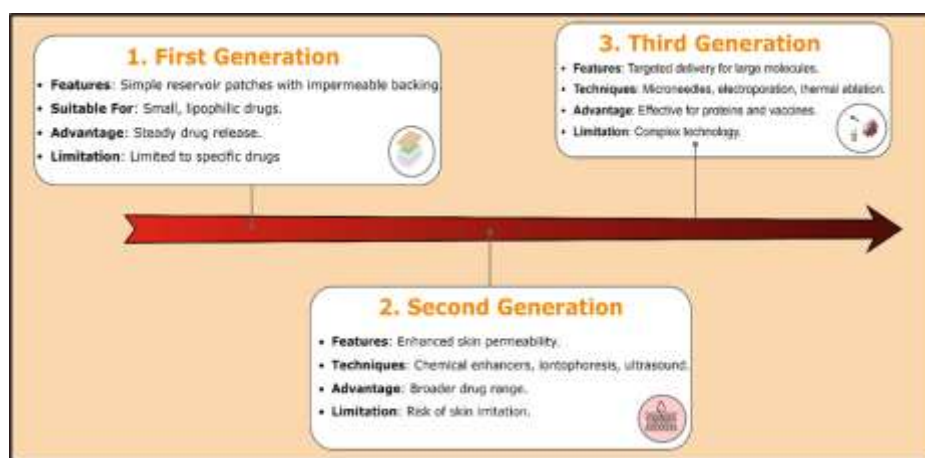 1. First Generation
• Features: Simple reservoir patches with impermeable backing.
• Suitable For: Small, lipophilic drugs.
• Advantage: Steady drug release.
• Limitation: Limited to specific drugs
3. Third Generation
• Features: Targeted delivery for large molecules.
• Techniques: Microneedles, electroporation, thermal ablation.
• Advantage: Effective for proteins and vaccines.
• Limitation: Complex technology.
2. Second Generation
• Features: Enhanced skin permeability.
• Techniques: Chemical enhancers, iontophoresis, ultrasound.
• Advantage: Broader drug range.
• Limitation: Risk of skin irritation.